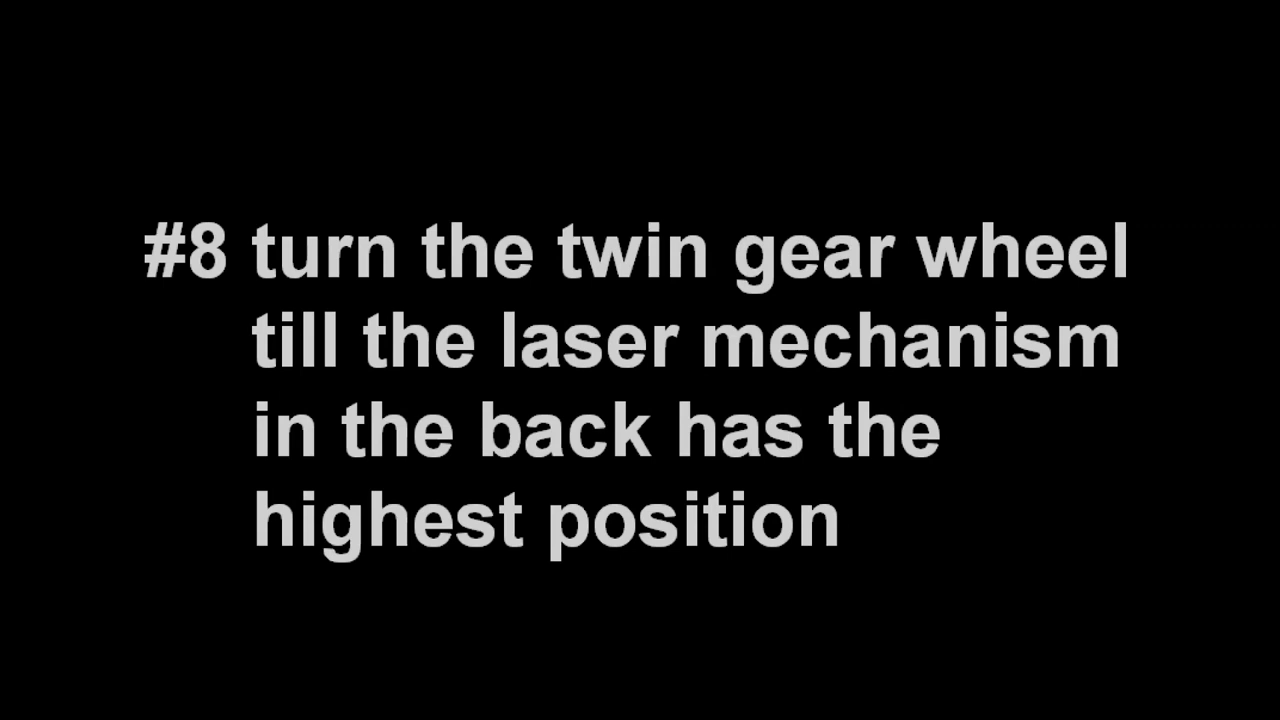 #8 turn the twin gear wheel
till the laser mechanism
in the back has the
highest position